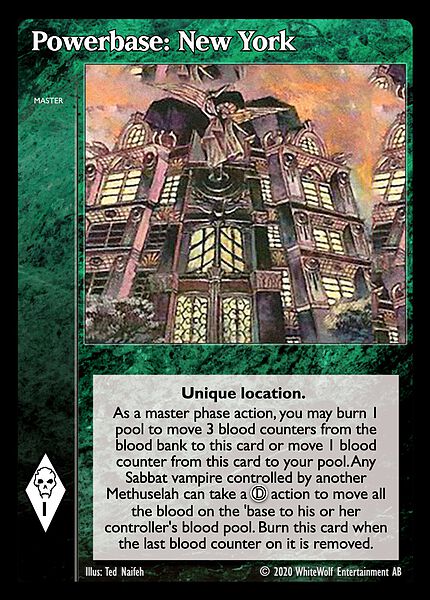 Powerbase: New York
MASTER
Unique location.
As a master phase action, you may burn 1
pool to move 3 blood counters from the
blood bank to this card or move 1 blood
counter from this card to your pool. Any
Sabbat vampire controlled by another
Methuselah can take a Ⓓ action to move all
the blood on the 'base to his or her
controller's blood pool. Burn this card when
the last blood counter on it is removed.
1
Illus: Ted Naifeh © 2020 WhiteWolf Entertainment AB